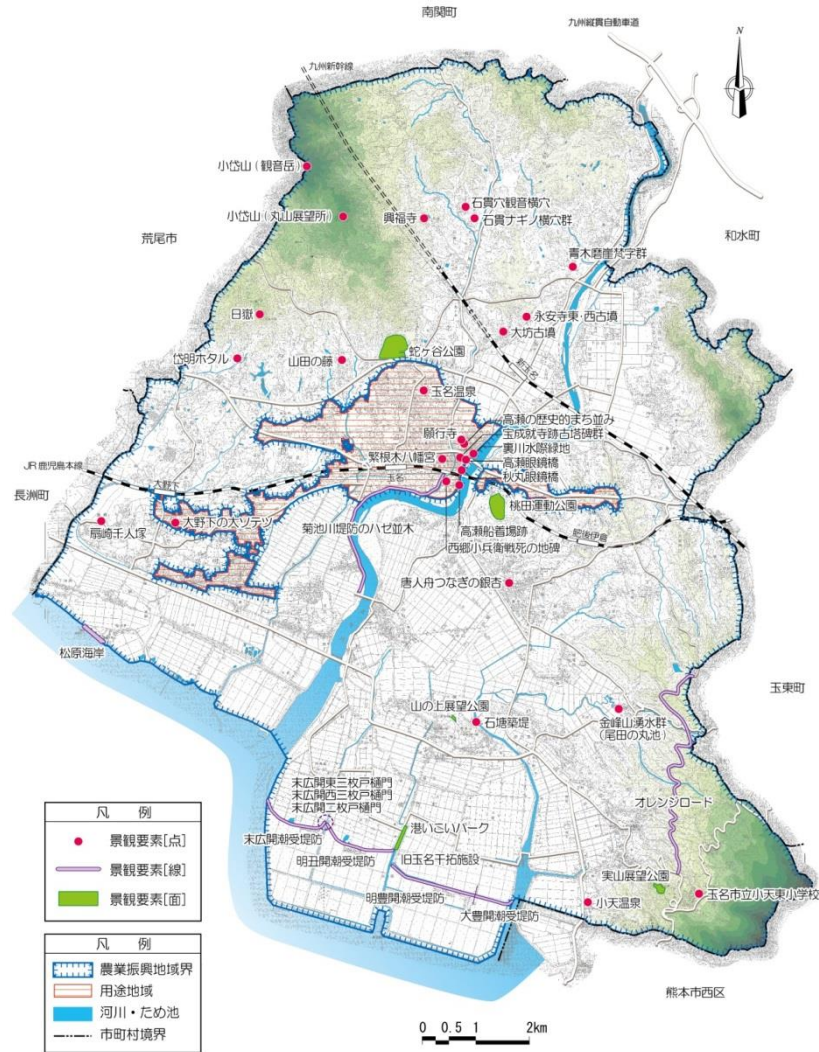 南関町
九州縦貫自動車道
九州新幹線
小岱山(観音岳)
石貫穴観音横穴
小岱山(丸山展望所)
興福寺
石貫ナギノ横穴群
荒尾市
和水町
青木磨崖梵字群
日嶽
永安寺東・西古墳
大坊古墳
蛇ヶ谷公園
新玉名
岱明ホタル
山田の藤
玉名温泉
高瀬の歴史的まち並み
願行寺
宝成就寺跡古塔碑群
裏川水際緑地
繁根木八幡宮
高瀬眼鏡橋
JR鹿児島本線
大野下
玉名
秋丸眼鏡橋
長洲町
桃田運動公園
扇崎千人塚
大野下の大ソテツ
菊池川堤防のハゼ並木
高瀬船着場跡
肥後伊倉
西郷小兵衛戦死の地碑
唐人舟つなぎの銀杏
松原海岸
玉東町
山の上展望公園
石塘築堤
金峰山湧水群
(尾田の丸池)
末広開東三枚戸樋門
末広開西三枚戸樋門
末広開二枚戸樋門
オレンジロード
港いこいパーク
末広開潮受堤防
明丑開潮受堤防
旧玉名干拓施設
実山展望公園
明豊開潮受堤防
玉名市立小天東小学校
大豊開潮受堤防
小天温泉
熊本市西区
凡 例
景観要素[点]
景観要素[線]
景観要素[面]
凡 例
農業振興地域界
用途地域
河川・ため池
市町村境界
0 0.5 1 2km